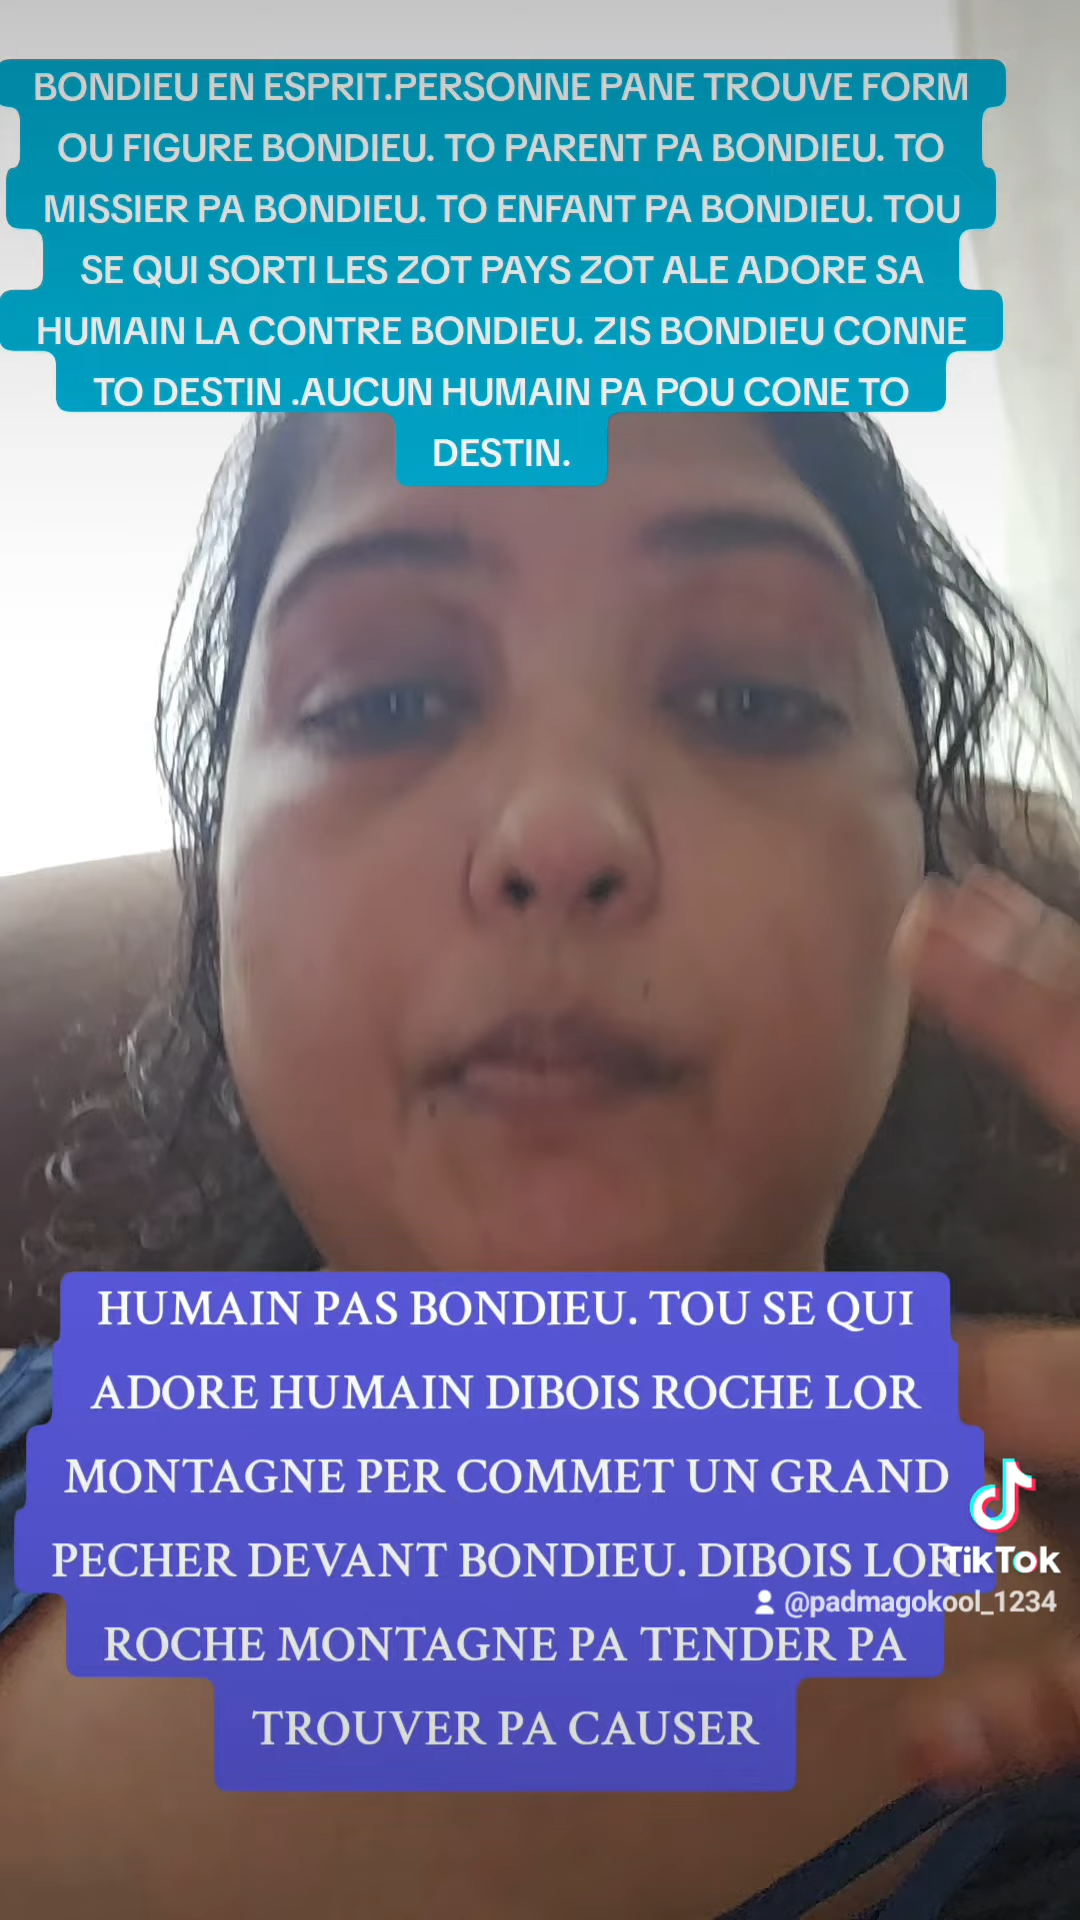 BONDIEU EN ESPRIT.PERSONNE PANE TROUVE FORM
OU FIGURE BONDIEU. TO PARENT PA BONDIEU. TO
MISSIER PA BONDIEU. TO ENFANT PA BONDIEU. TOU
SE QUI SORTI LES ZOT PAYS ZOT ALE ADORE SA
HUMAIN LA CONTRE BONDIEU. ZIS BONDIEU CONNE
TO DESTIN .AUCUN HUMAIN PA POU CONE TO
DESTIN.
HUMAIN PAS BONDIEU. TOU SE QUI
ADORE HUMAIN DIBOIS ROCHE LOR
MONTAGNE PER COMMET UN GRAND
PECHER DEVANT BONDIEU. DIBOIS LOR
ROCHE MONTAGNE PA TENDER PA
TROUVER PA CAUSER
TikTok
@padmagokool_1234